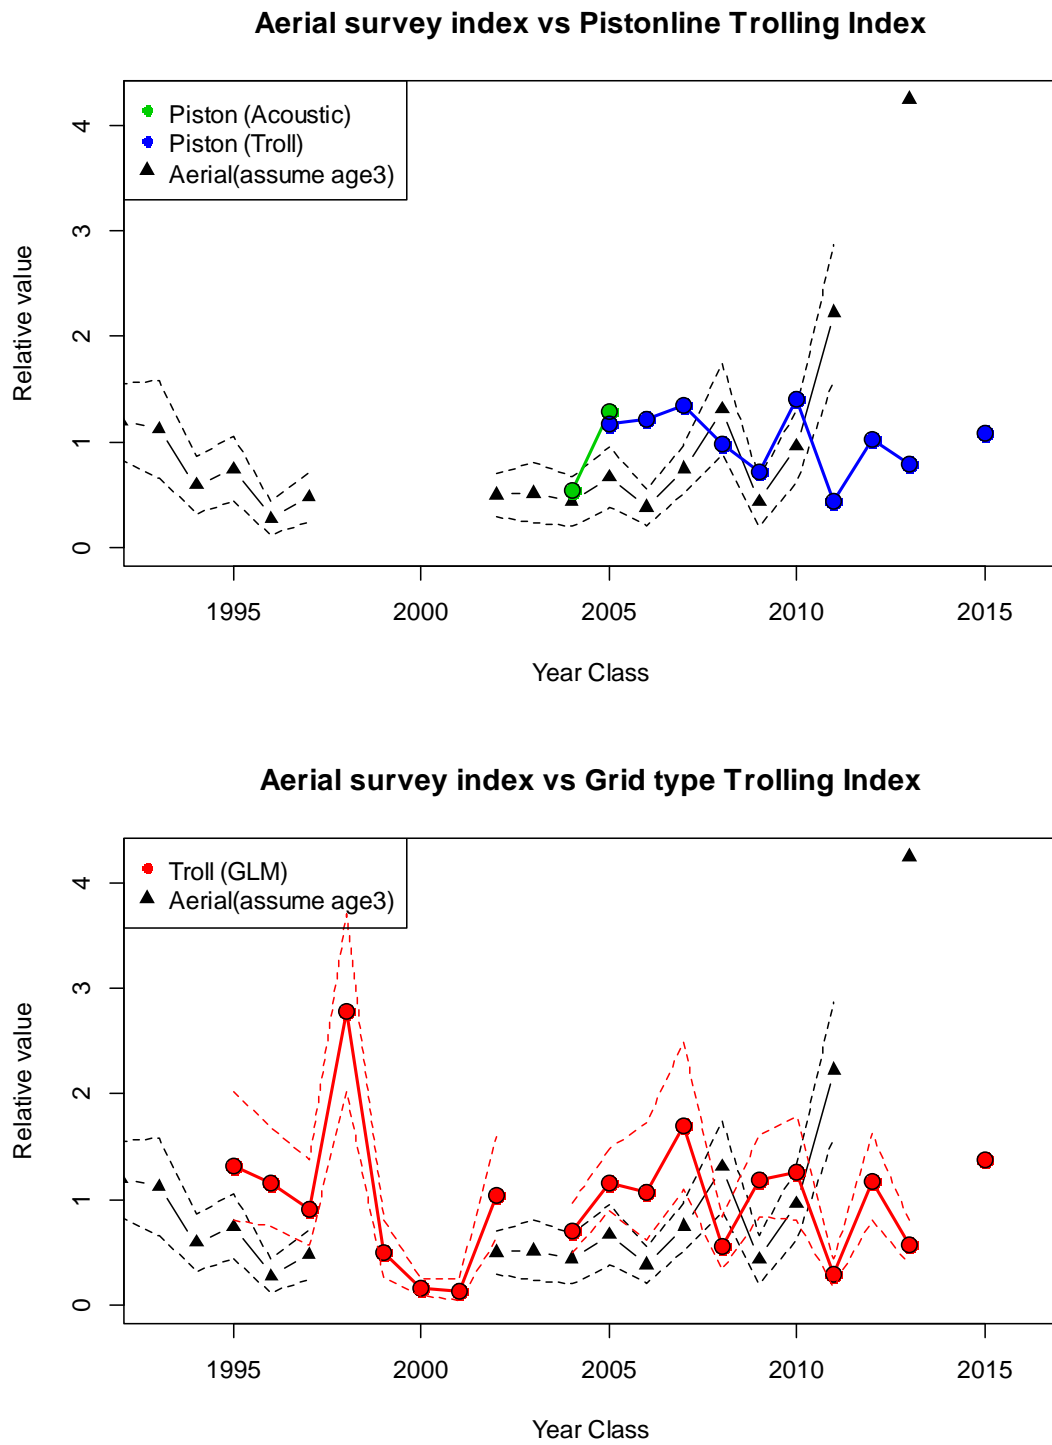 Aerial survey index vs Pistonline Trolling Index
Piston (Acoustic)
Piston (Troll)
Aerial(assume age3)
Relative value
4
3
2
1
0
1995 2000 2005 2010 2015
Year Class
Aerial survey index vs Grid type Trolling Index
Troll (GLM)
Aerial(assume age3)
Relative value
4
3
2
1
0
1995 2000 2005 2010 2015
Year Class